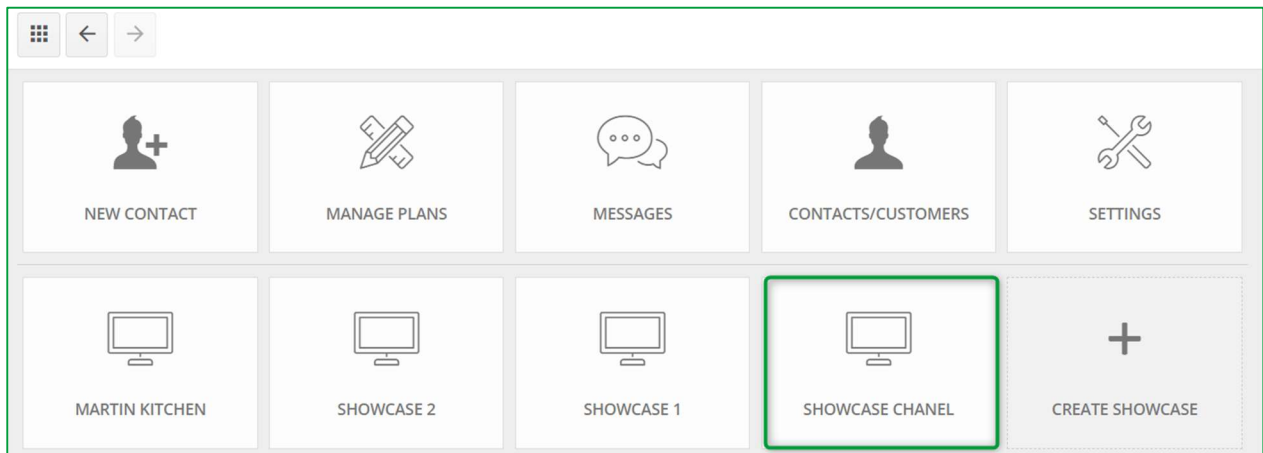 NEW CONTACT
MANAGE PLANS
MESSAGES
CONTACTS/CUSTOMERS
SETTINGS
MARTIN KITCHEN
SHOWCASE 2
SHOWCASE 1
SHOWCASE CHANEL
CREATE SHOWCASE